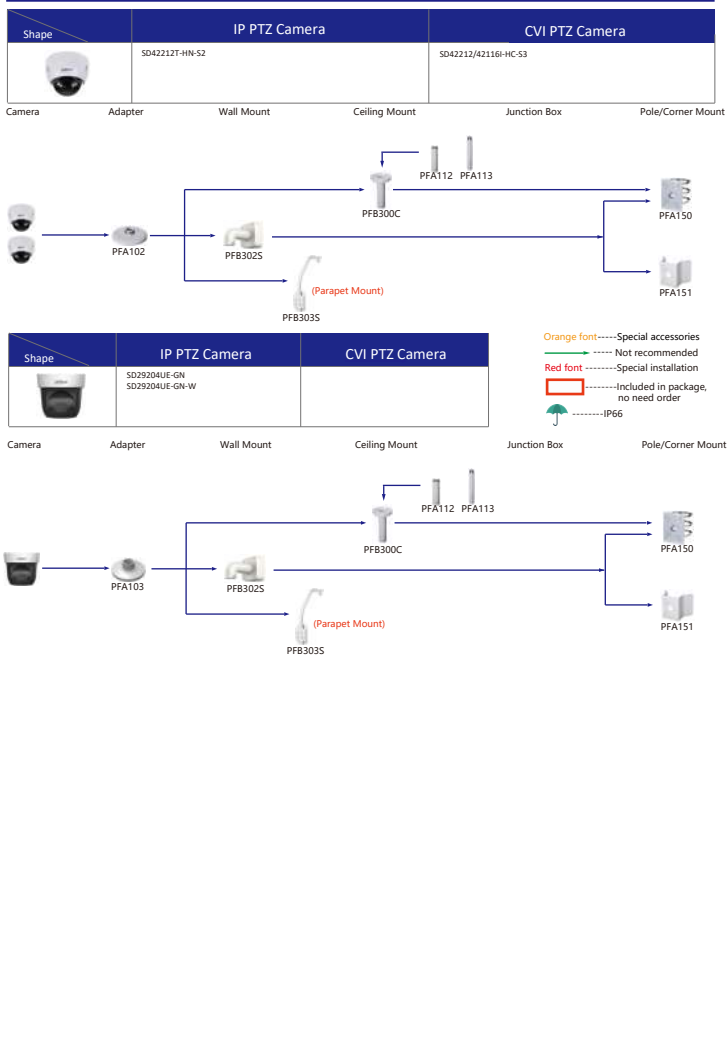 Shape
IP PTZ Camera
CVI PTZ Camera
SD42212T-HN-S2
SD42212/42116I-HC-S3
Camera
Adapter
Wall Mount
Ceiling Mount
Junction Box
Pole/Corner Mount
PFA112
PFA113
PFB300C
PFA150
PFA102
PFB302S
(Parapet Mount)
PFA151
PFB303S
Shape
IP PTZ Camera
CVI PTZ Camera
SD29204UE-GN
SD29204UE-GN-W
Orange font-----Special accessories
----- Not recommended
Red font -------Special installation
--------Included in package,
no need order
--------IP66
Camera
Adapter
Wall Mount
Ceiling Mount
Junction Box
Pole/Corner Mount
PFA112
PFA113
PFB300C
PFA150
PFA103
PFB302S
(Parapet Mount)
PFA151
PFB303S